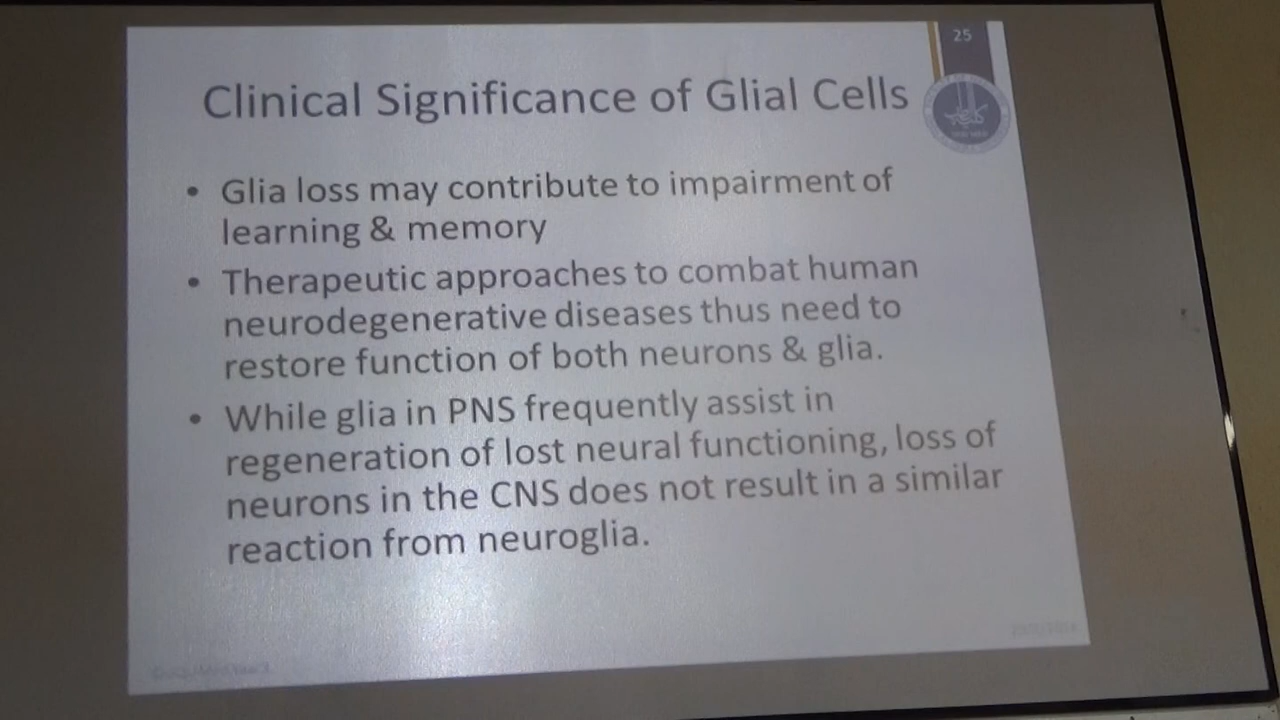 25
Clinical Significance of Glial Cells
• Glia loss may contribute to impairment of
learning & memory
• Therapeutic approaches to combat human
neurodegenerative diseases thus need to
restore function of both neurons & glia.
• While glia in PNS frequently assist in
regeneration of lost neural functioning, loss of
neurons in the CNS does not result in a similar
reaction from neuroglia.